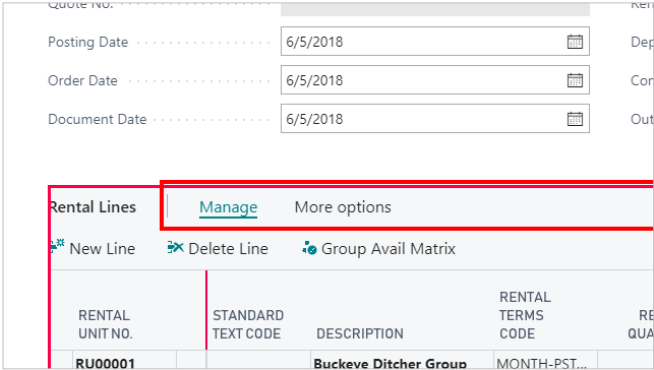 Quote No.
Posting Date 6/5/2018
Order Date 6/5/2018
Document Date 6/5/2018
Rental Lines Manage More options
New Line Delete Line Group Avail Matrix
RENTAL UNIT NO. STANDARD TEXT CODE DESCRIPTION RENTAL TERMS CODE
RU00001 Buckeye Ditcher Group MONTH-PST...